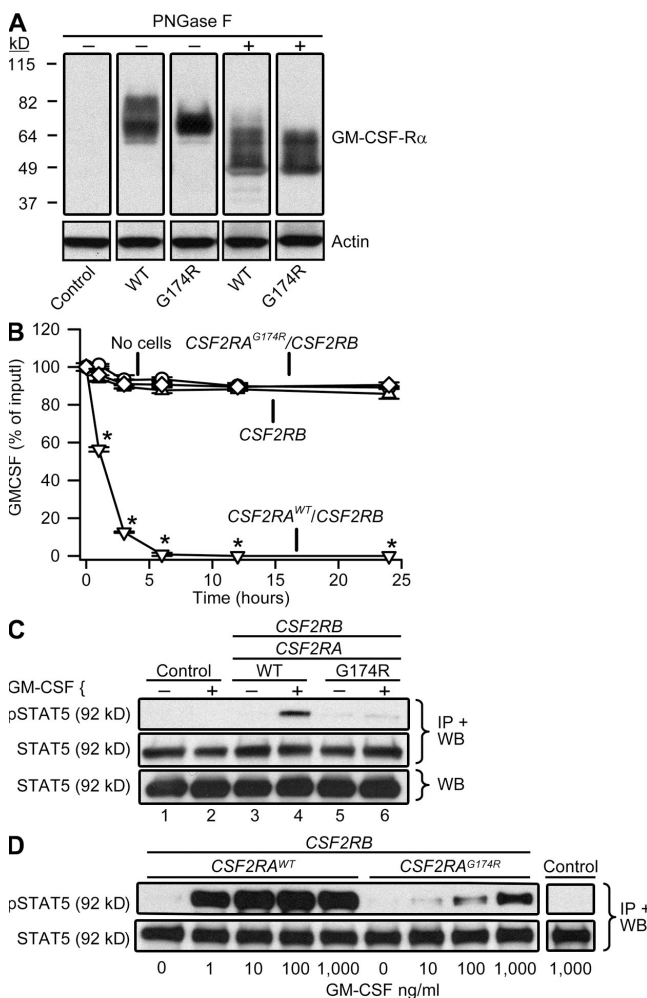 A
PNGase F
kD
– – – + +
115
82
64
49
37
GM-CSF-Rα
Actin
Control WT G174R WT G174R
B
120
100
80
60
40
20
0
GMCSF (% of inputl)
No cells CSF2RA^G174R/CSF2RB
CSF2RB
CSF2RA^WT/CSF2RB
* * * * *
0 5 10 15 20 25
Time (hours)
C
CSF2RB
CSF2RA
Control WT G174R
GM-CSF { – + – + – +
pSTAT5 (92 kD)
STAT5 (92 kD)
IP +
WB
STAT5 (92 kD) WB
1 2 3 4 5 6
D
CSF2RB
CSF2RA^WT CSF2RA^G174R Control
pSTAT5 (92 kD)
STAT5 (92 kD)
IP +
WB
0 1 10 100 1,000 0 10 100 1,000 1,000
GM-CSF ng/ml